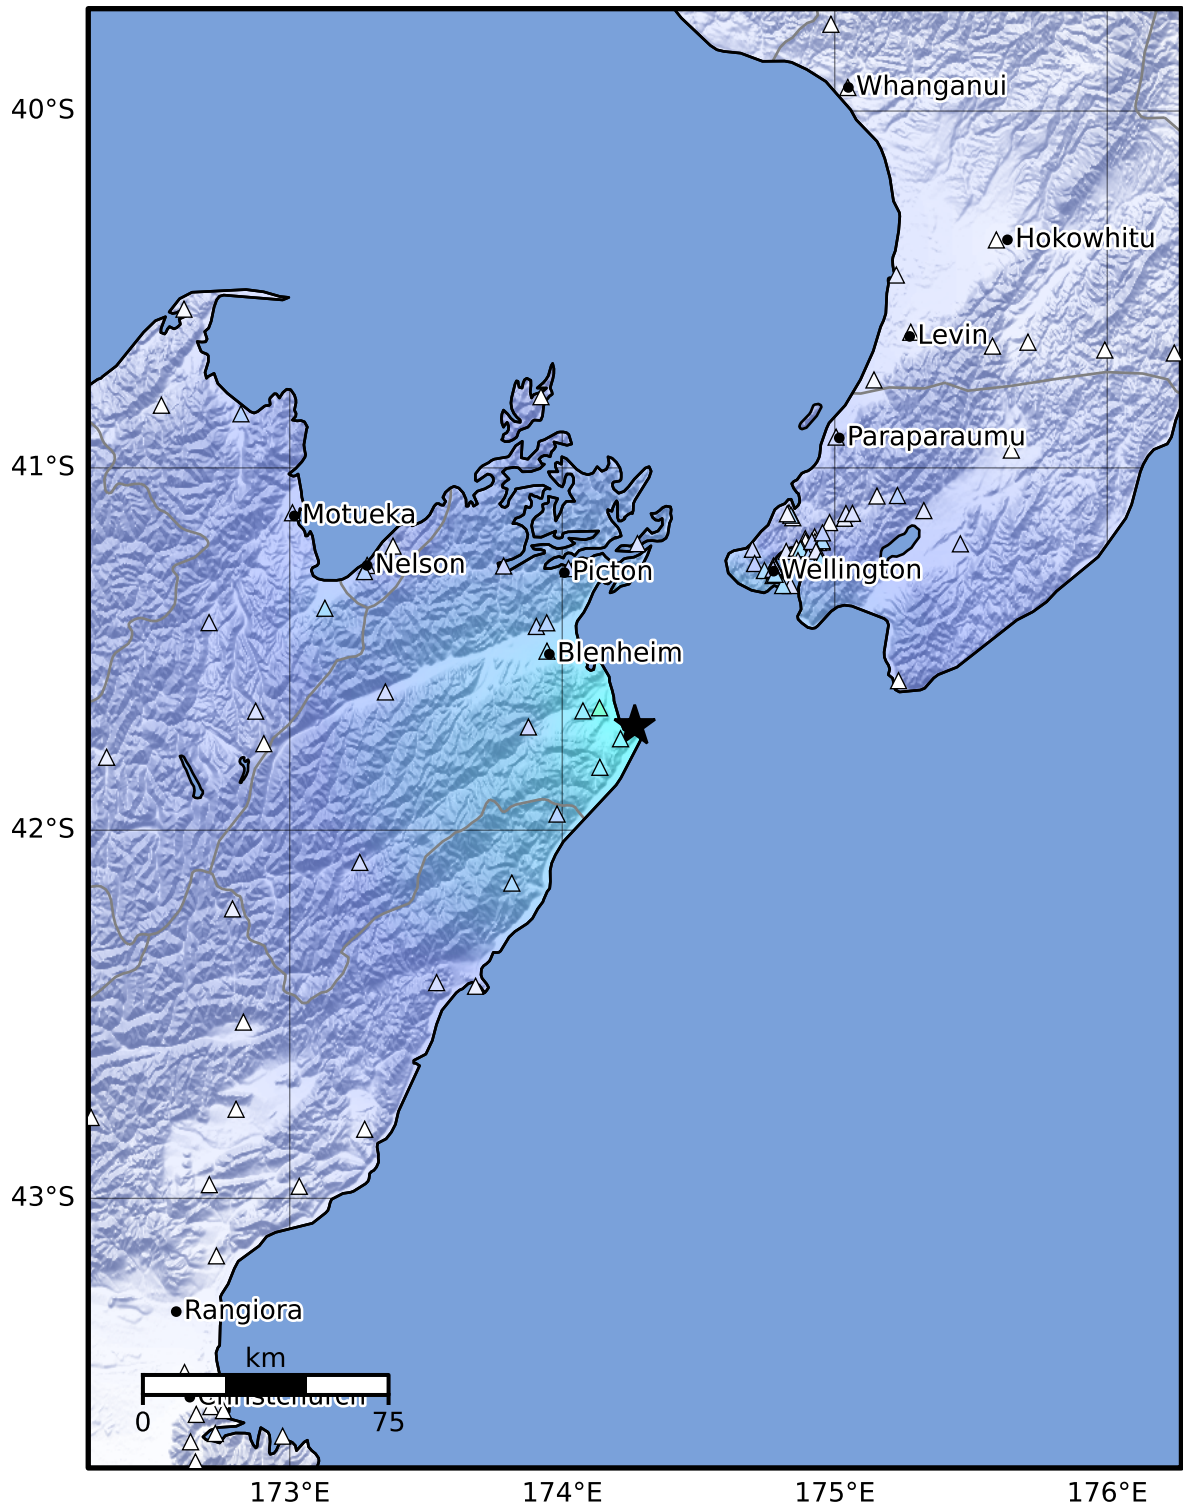 Whanganui
40°S
Hokowhitu
Levin
Paraparaumu
41°S
Motueka
Nelson
Picton
Wellington
Blenheim
42°S
43°S
Rangiora
km
Christchurch
0
75
173°E
174°E
175°E
176°E